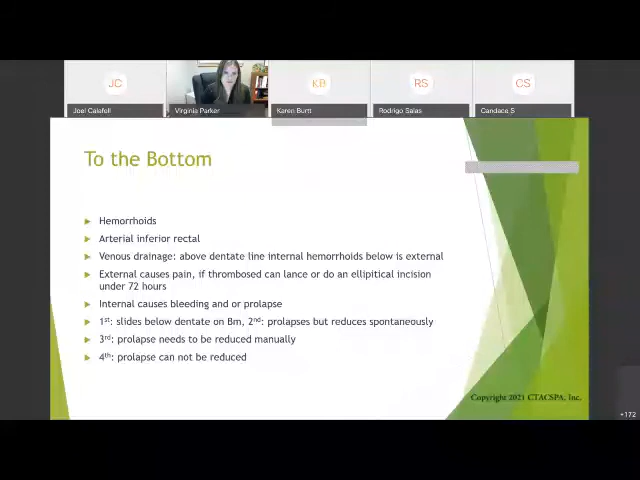 JC
KB
RS
CS
Joel Calafell
Virginia Parker
Karen Burtt
Rodrigo Salas
Candace S
To the Bottom
Hemorrhoids
Arterial inferior rectal
Venous drainage: above dentate line internal hemorrhoids below is external
External causes pain, if thrombosed can lance or do an ellipitical incision
under 72 hours
Internal causes bleeding and or prolapse
1st: slides below dentate on Bm, 2nd: prolapses but reduces spontaneously
3rd: prolapse needs to be reduced manually
4th: prolapse can not be reduced
Copyright 2021 CTACSPA, Inc.
+172